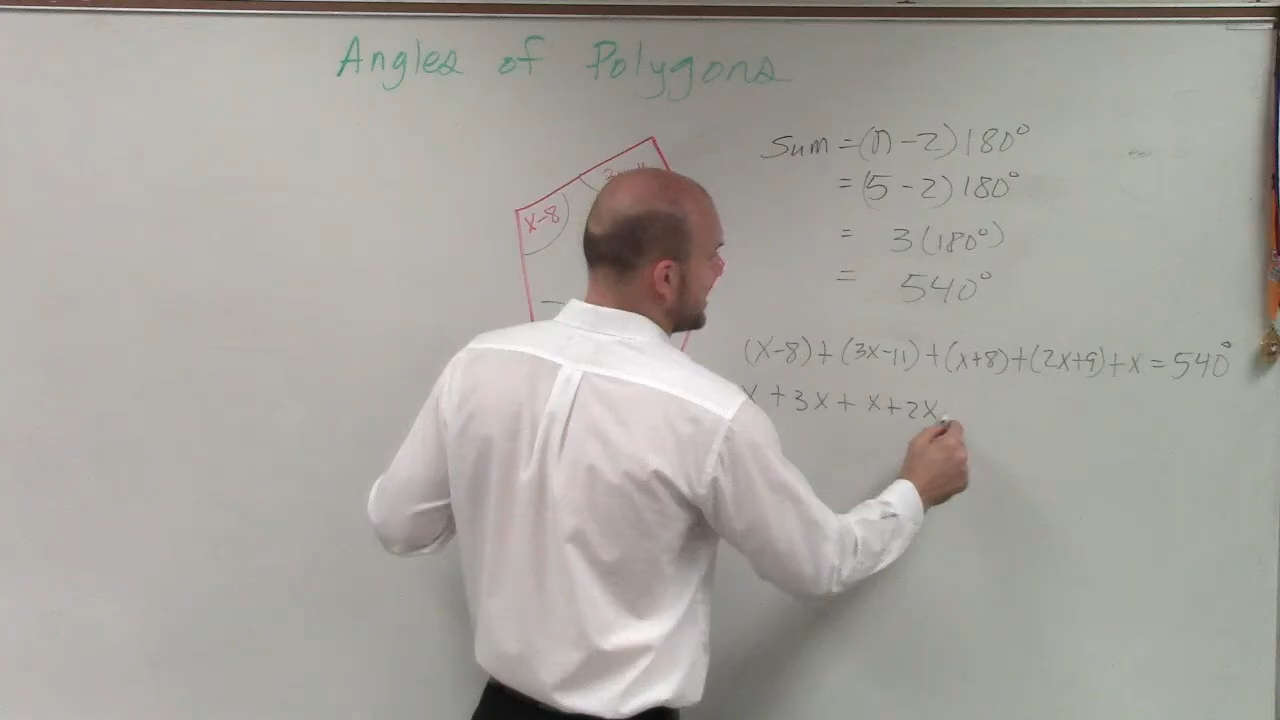 Angles of Polygons
Sum = (n-2)180°
= (5-2)180°
= 3(180°)
= 540°
x-8
(x-8)+(3x-11)+(x+8)+(2x+9)+x=540°
x+3x+x+2x